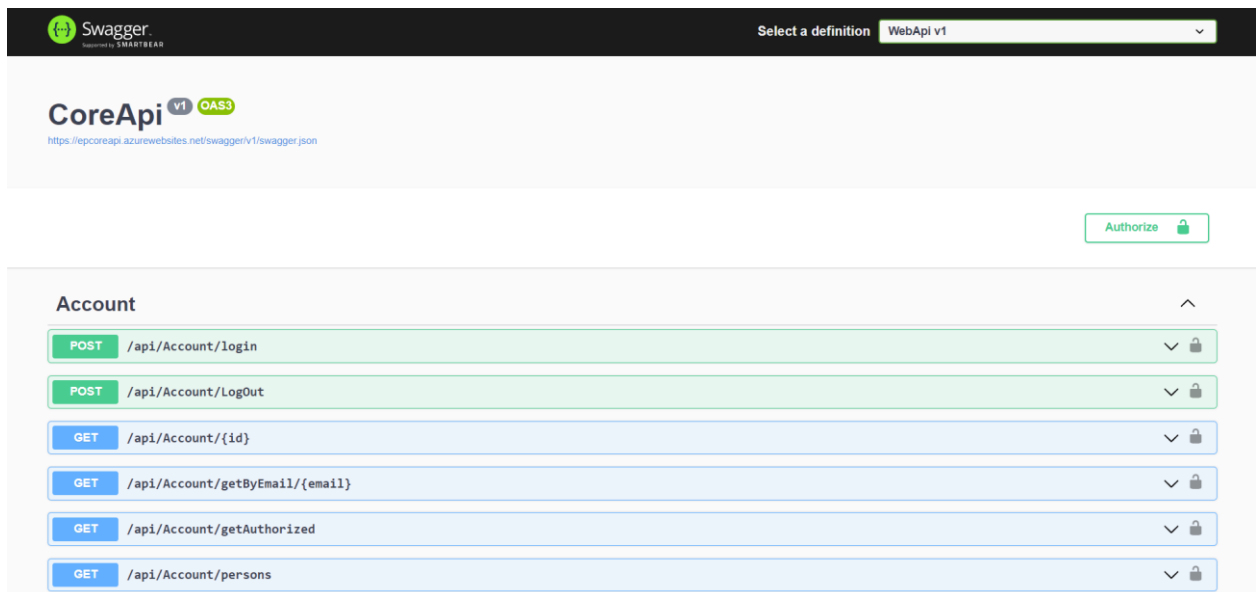 Swagger.
Supported by SMARTBEAR
Select a definition WebApi v1
CoreApi v1 OAS3
https://epcoreapi.azurewebsites.net/swagger/v1/swagger.json
Authorize
Account
POST /api/Account/login
POST /api/Account/LogOut
GET /api/Account/{id}
GET /api/Account/getByEmail/{email}
GET /api/Account/getAuthorized
GET /api/Account/persons